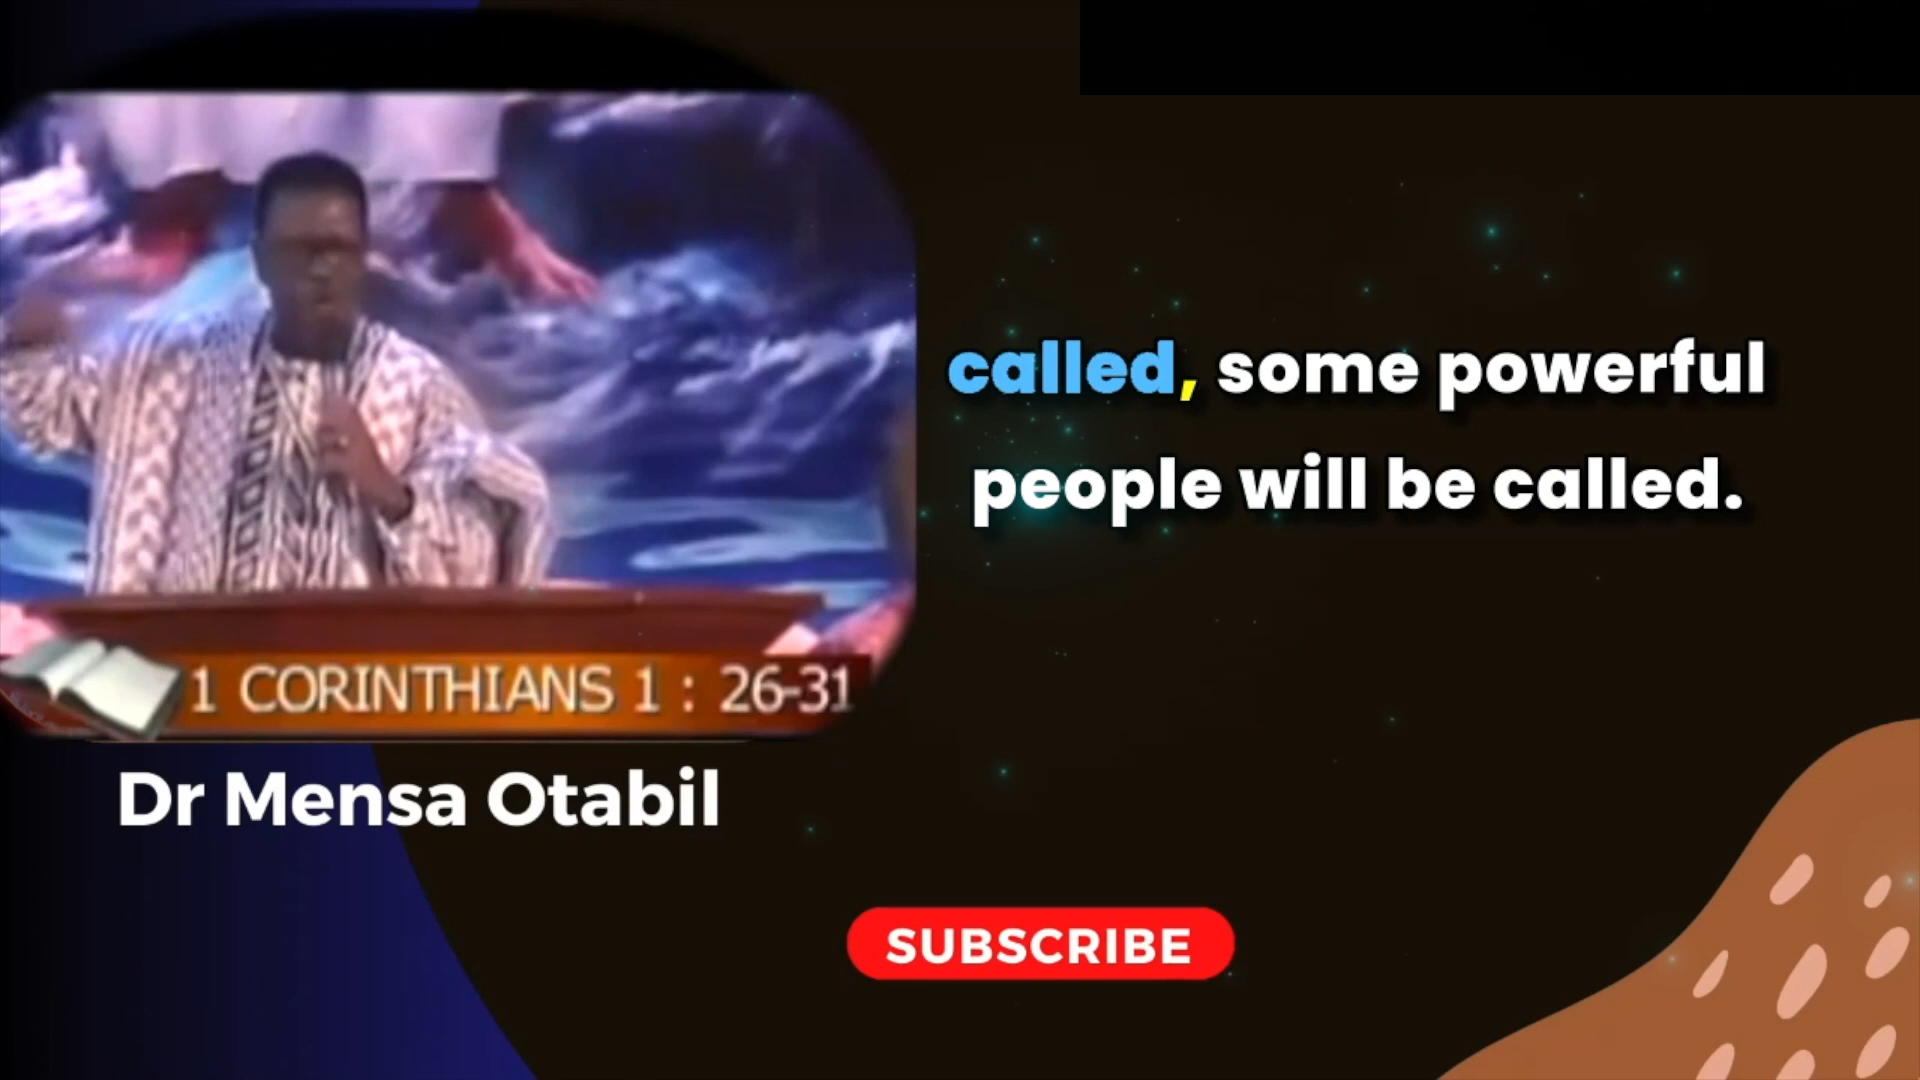 called, some powerful
people will be called.
1 CORINTHIANS 1 : 26-31
Dr Mensa Otabil
SUBSCRIBE